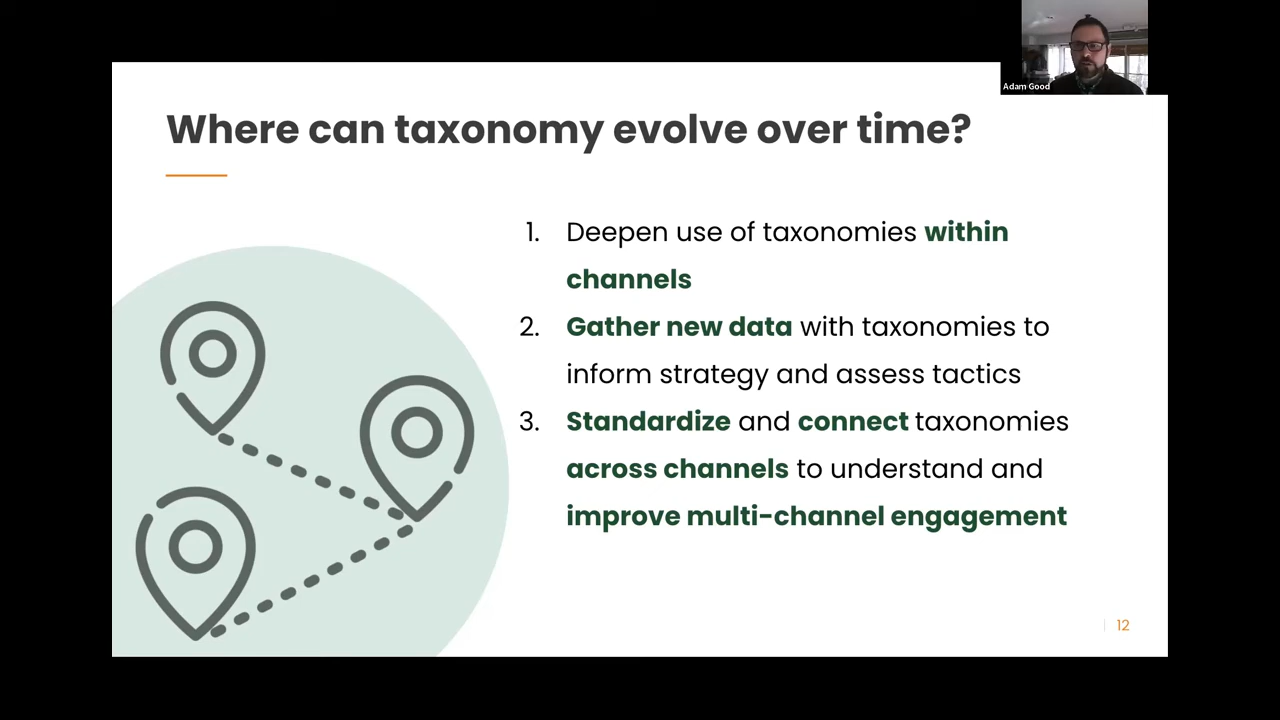 Adam Good
Where can taxonomy evolve over time?
1. Deepen use of taxonomies within
channels
2. Gather new data with taxonomies to
inform strategy and assess tactics
3. Standardize and connect taxonomies
across channels to understand and
improve multi-channel engagement
12